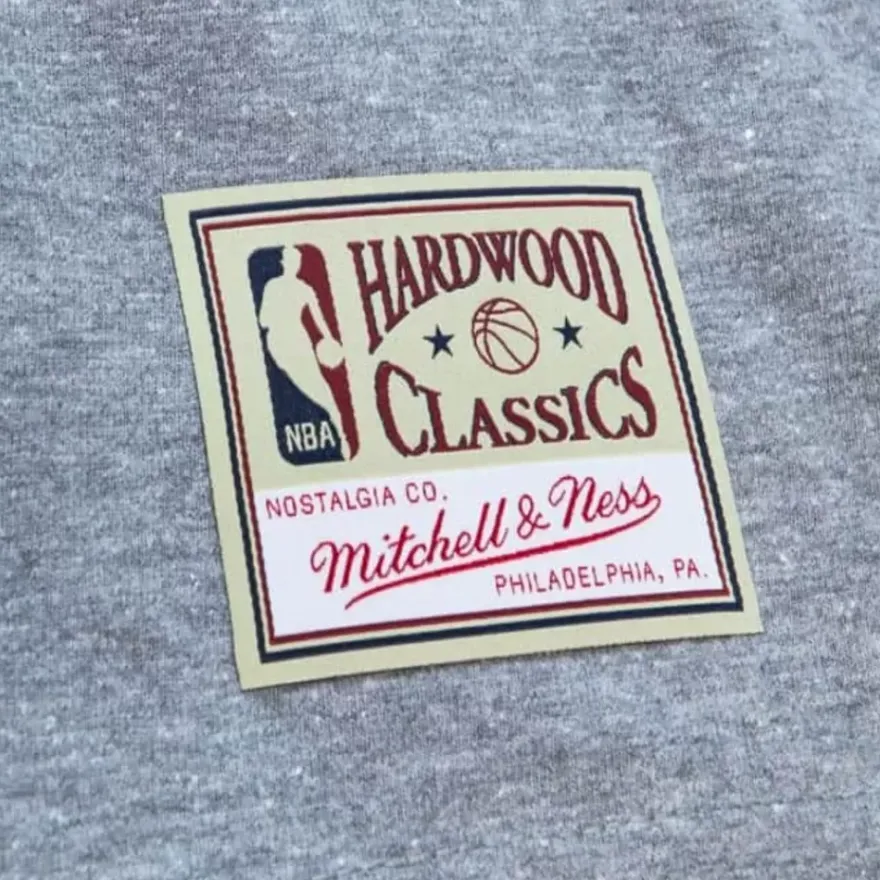 HARDWOOD
CLASSICS
NBA
NOSTALGIA CO.
Mitchell & Ness
PHILADELPHIA, PA.